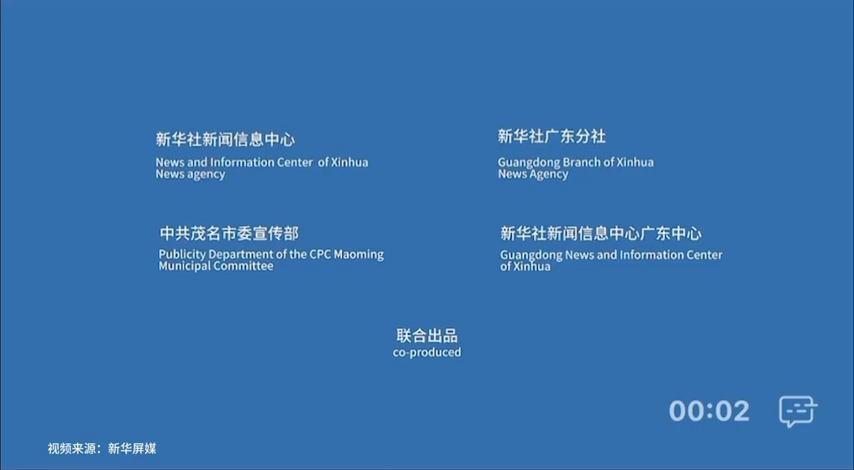 新华社新闻信息中心
News and Information Center of Xinhua
News agency
新华社广东分社
Guangdong Branch of Xinhua
News Agency
中共茂名市委宣传部
Publicity Department of the CPC Maoming
Municipal Committee
新华社新闻信息中心广东中心
Guangdong News and Information Center
of Xinhua
联合出品
co-produced
00:02
视频来源：新华屏媒